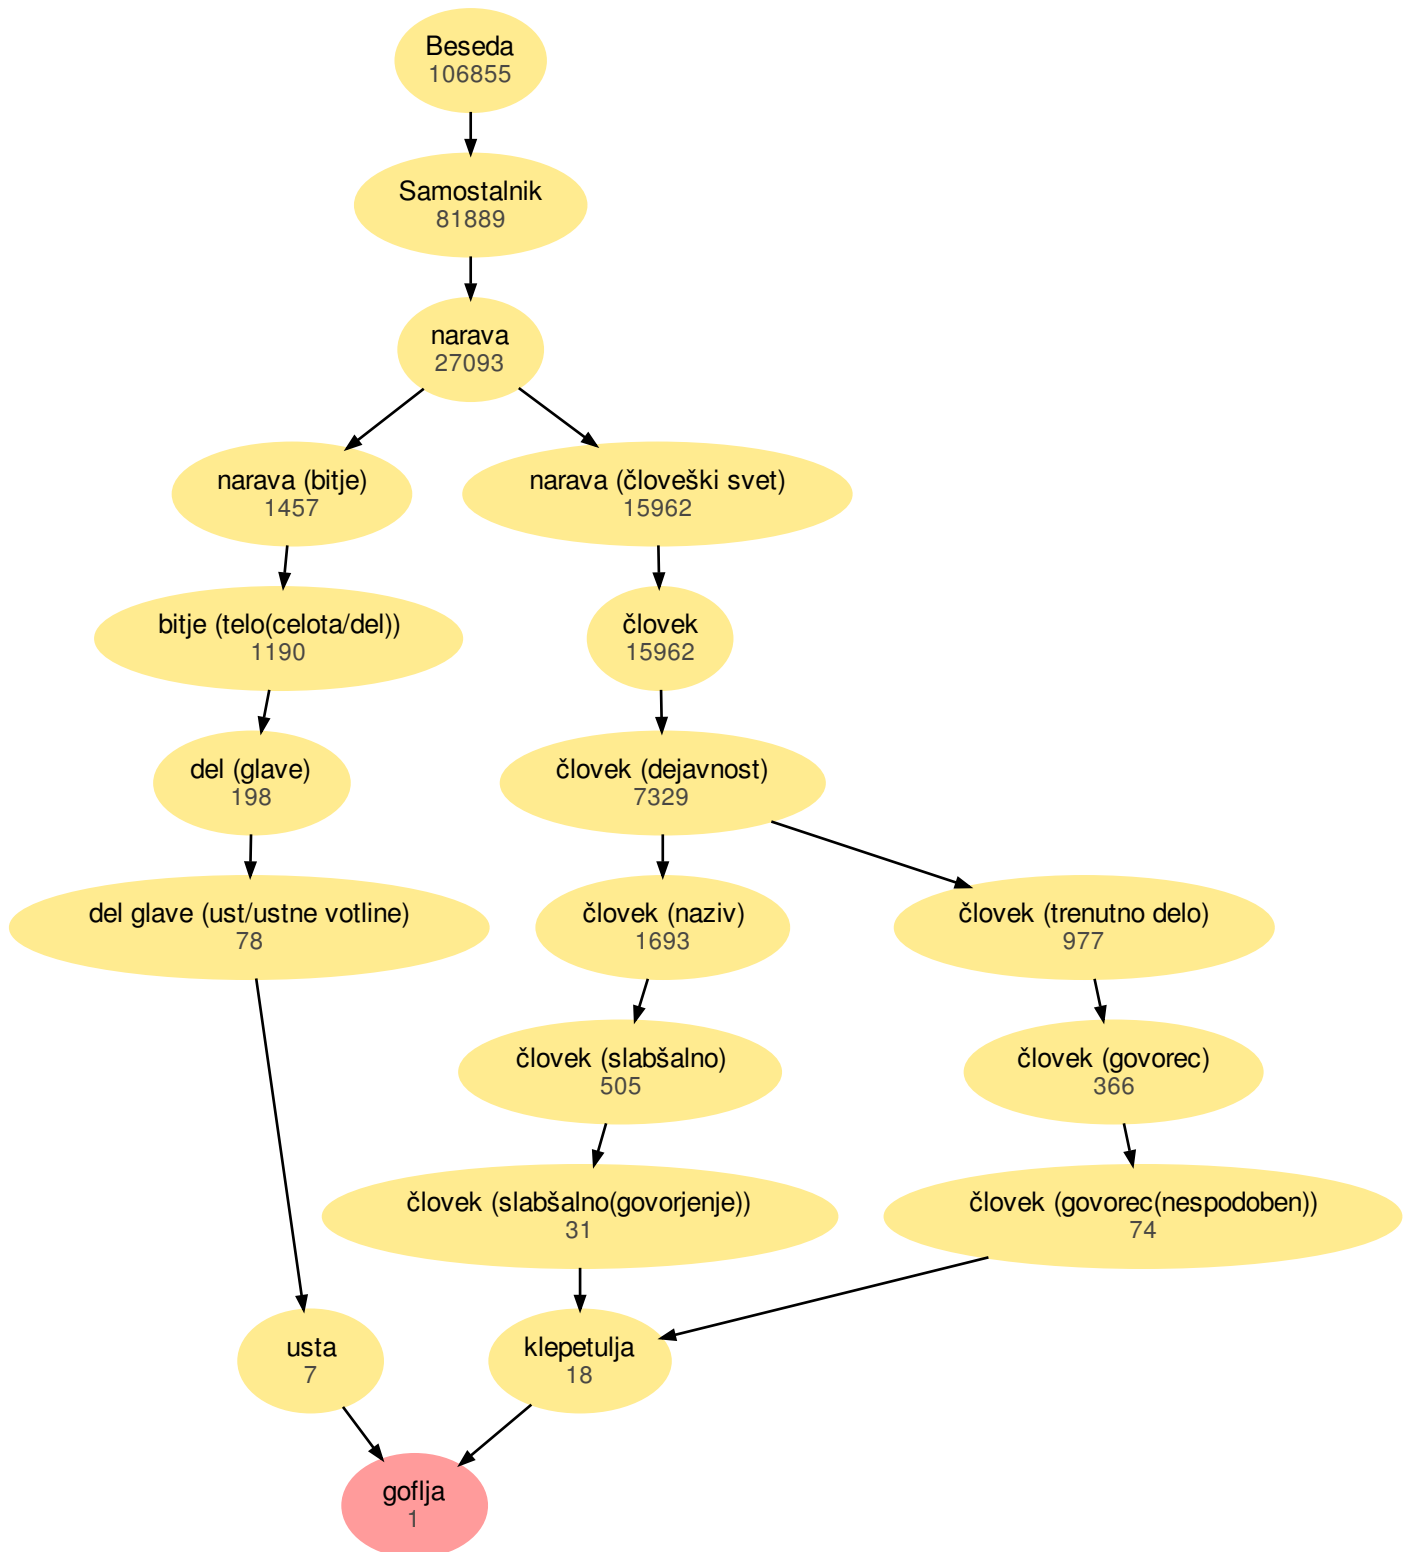 Beseda
106855
Samostalnik
81889
narava
27093
narava (bitje)
1457
narava (človeški svet)
15962
bitje (telo(celota/del))
1190
človek
15962
del (glave)
198
človek (dejavnost)
7329
del glave (ust/ustne votline)
78
človek (naziv)
1693
človek (trenutno delo)
977
človek (slabšalno)
505
človek (govorec)
366
človek (slabšalno(govorjenje))
31
človek (govorec(nespodoben))
74
usta
7
klepetulja
18
goflja
1